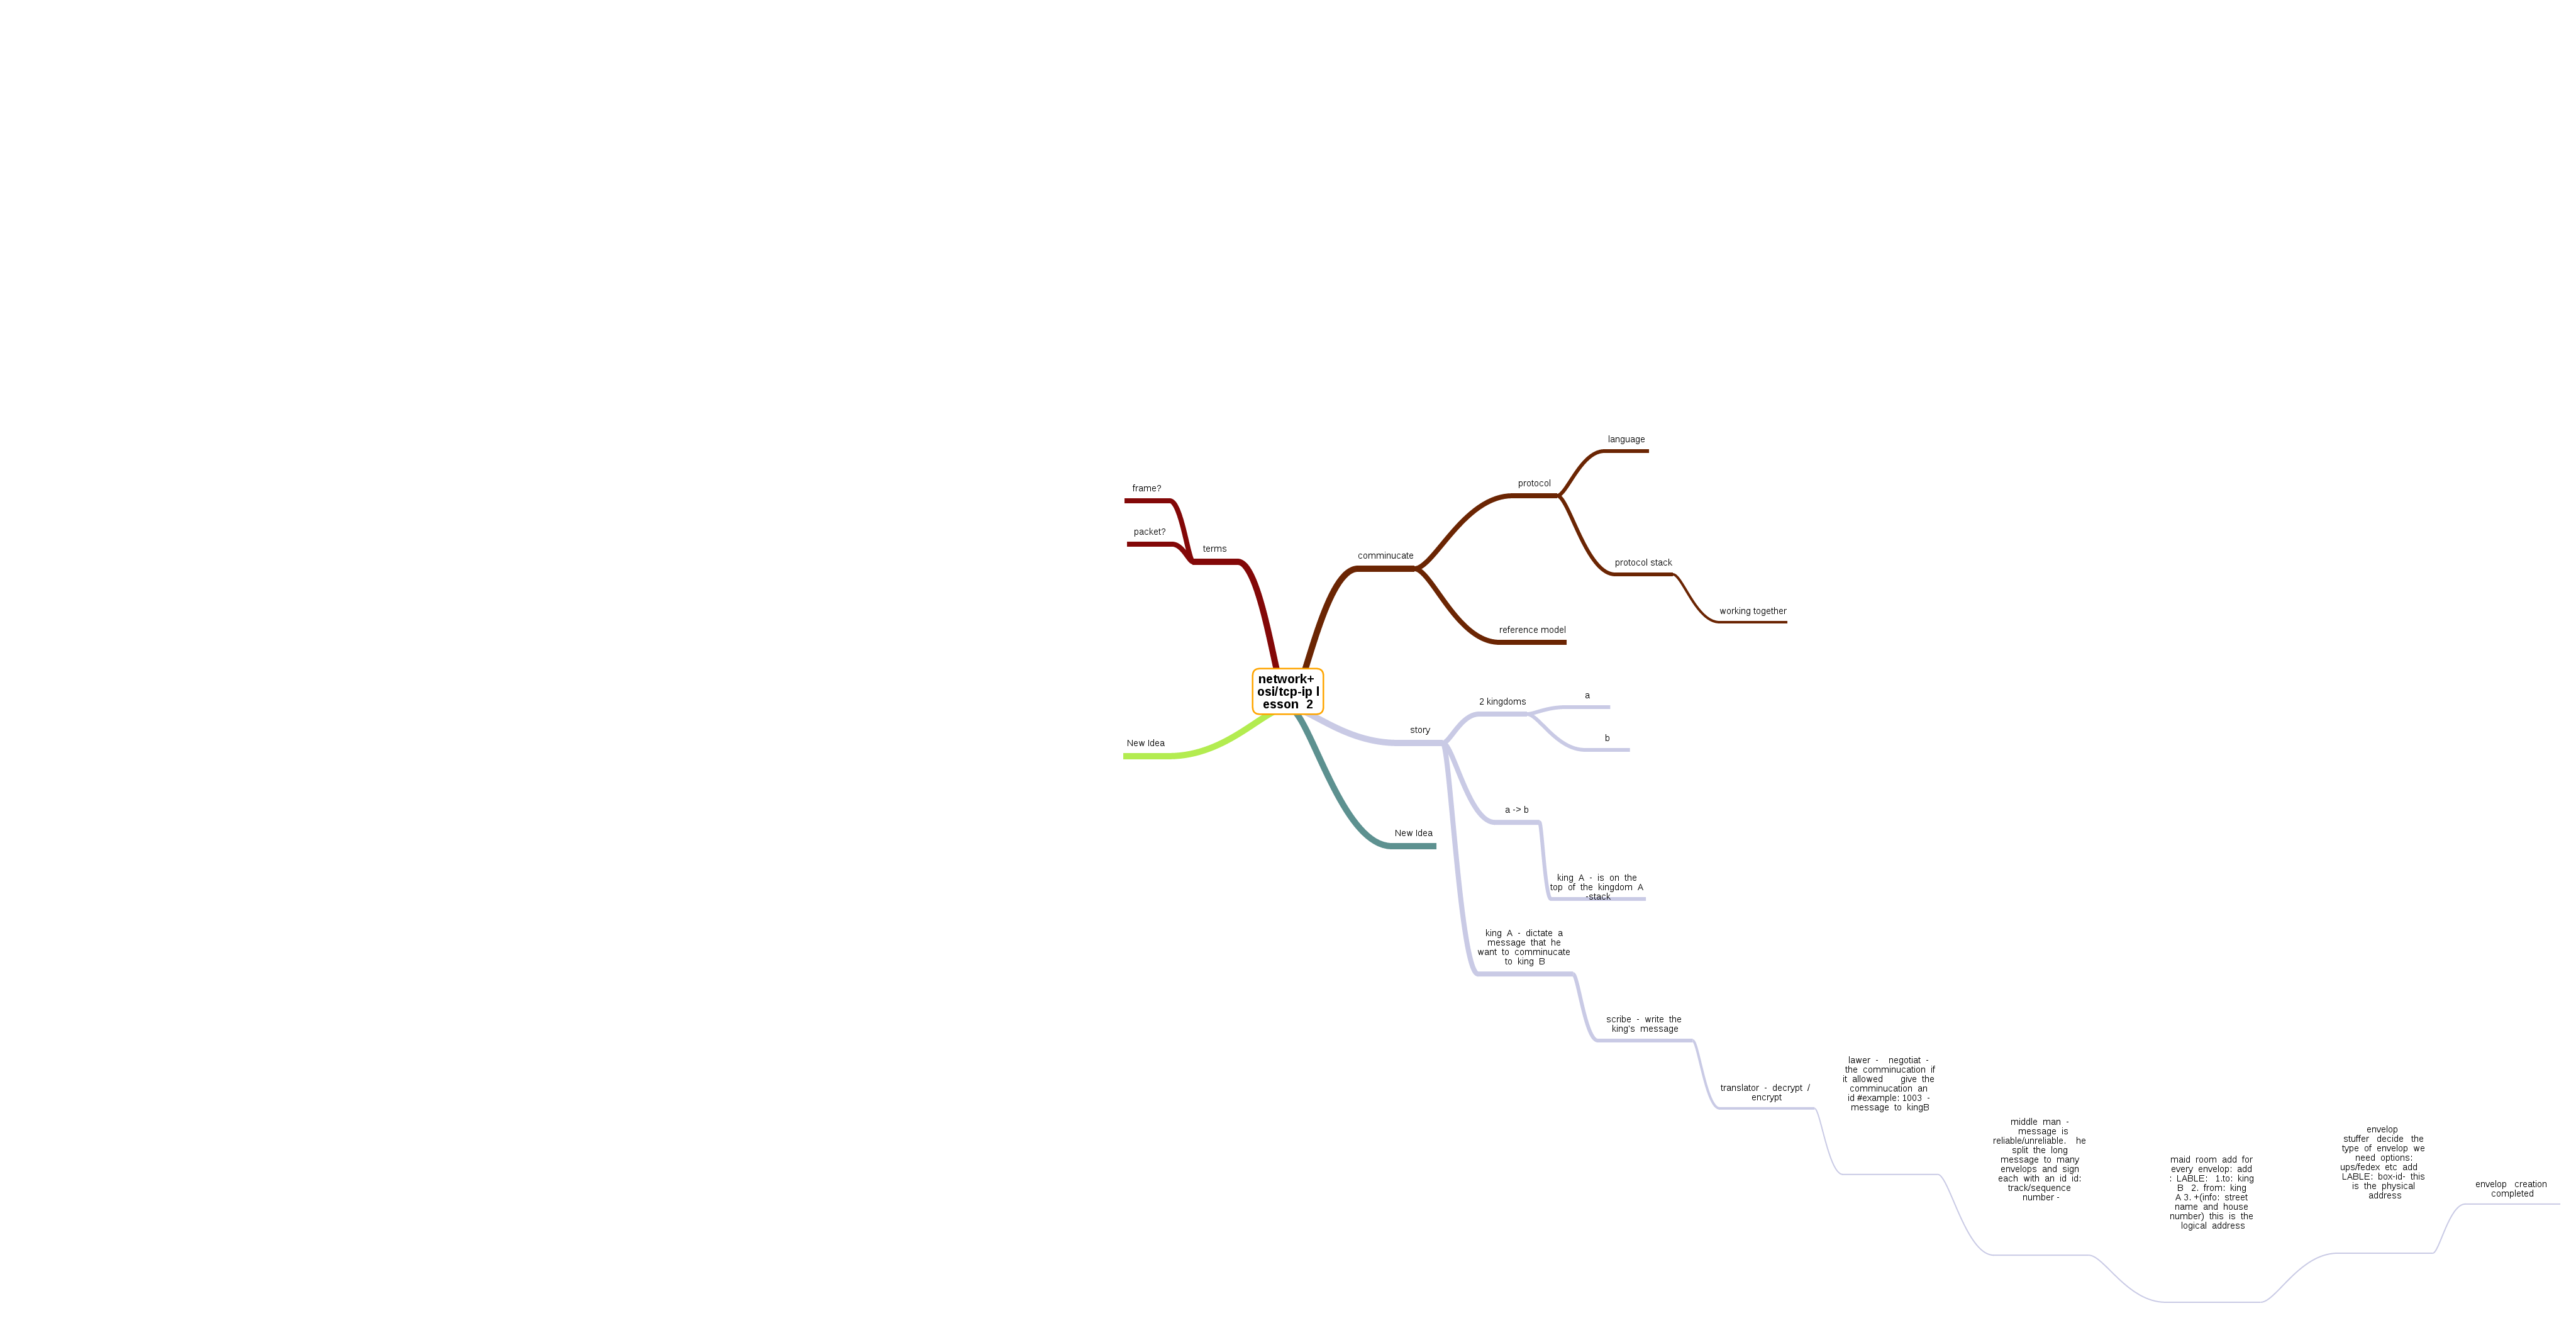 network+
osi/tcp-ip l
esson 2
terms
frame?
packet?
comminucate
protocol
language
protocol stack
working together
reference model
story
2 kingdoms
a
b
a -> b
king A - is on the
top of the kingdom A
-stack
king A - dictate a
message that he
want to comminucate
to king B
scribe - write the
king's message
translator - decrypt /
encrypt
lawer - negotiat -
the comminucation if
it allowed give the
comminucation an
id #example: 1003 -
message to kingB
middle man -
message is
reliable/unreliable. he
split the long
message to many
envelops and sign
each with an id id:
track/sequence
number -
maid room add for
every envelop: add
: LABLE: 1.to: king
B 2. from: king
A 3. +(info: street
name and house
number) this is the
logical address
envelop
stuffer decide the
type of envelop we
need options:
ups/fedex etc add
LABLE: box-id- this
is the physical
address
envelop creation
completed
New Idea
New Idea